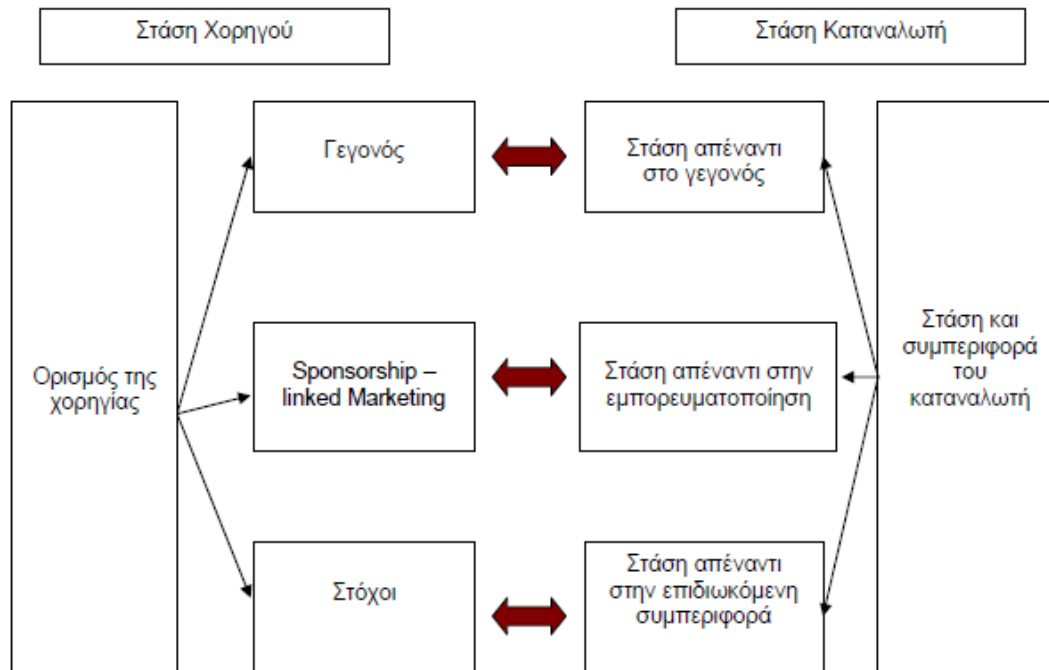 Στάση Χορηγού
Στάση Καταναλωτή
Γεγονός
Στάση απέναντι
στο γεγονός
Ορισμός της
χορηγίας
Sponsorship –
linked Marketing
Στάση απέναντι στην
εμπορευματοποίηση
Στάση και
συμπεριφορά
του
καταναλωτή
Στόχοι
Στάση απέναντι
στην επιδιωκόμενη
συμπεριφορά